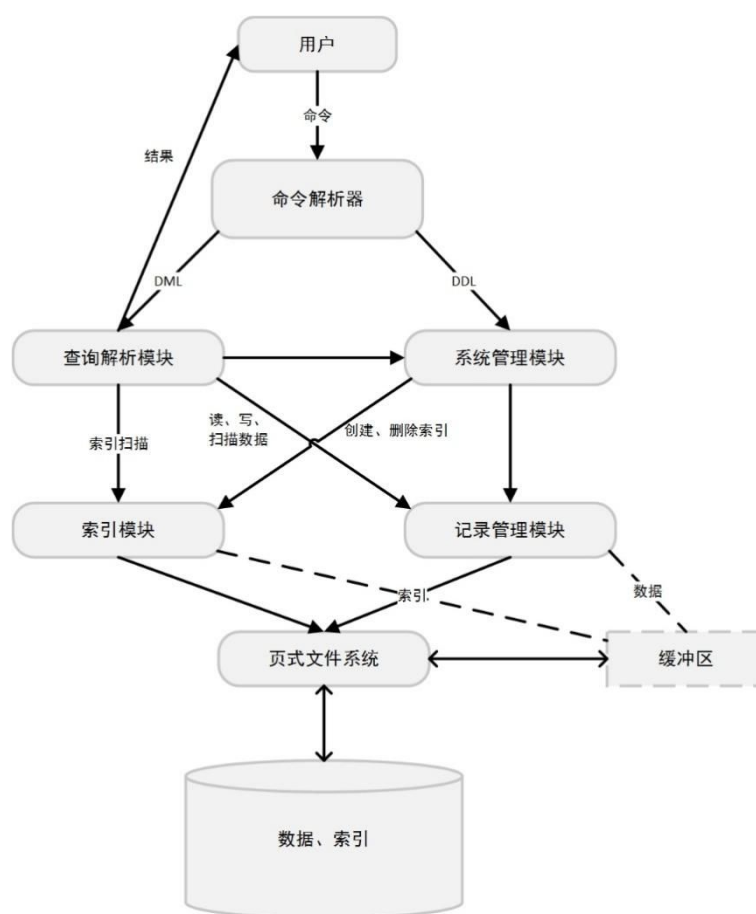 用户
命令
结果
命令解析器
DML
DDL
查询解析模块
系统管理模块
读、写、
扫描数据
创建、删除索引
索引扫描
索引模块
记录管理模块
索引
数据
页式文件系统
缓冲区
数据、索引